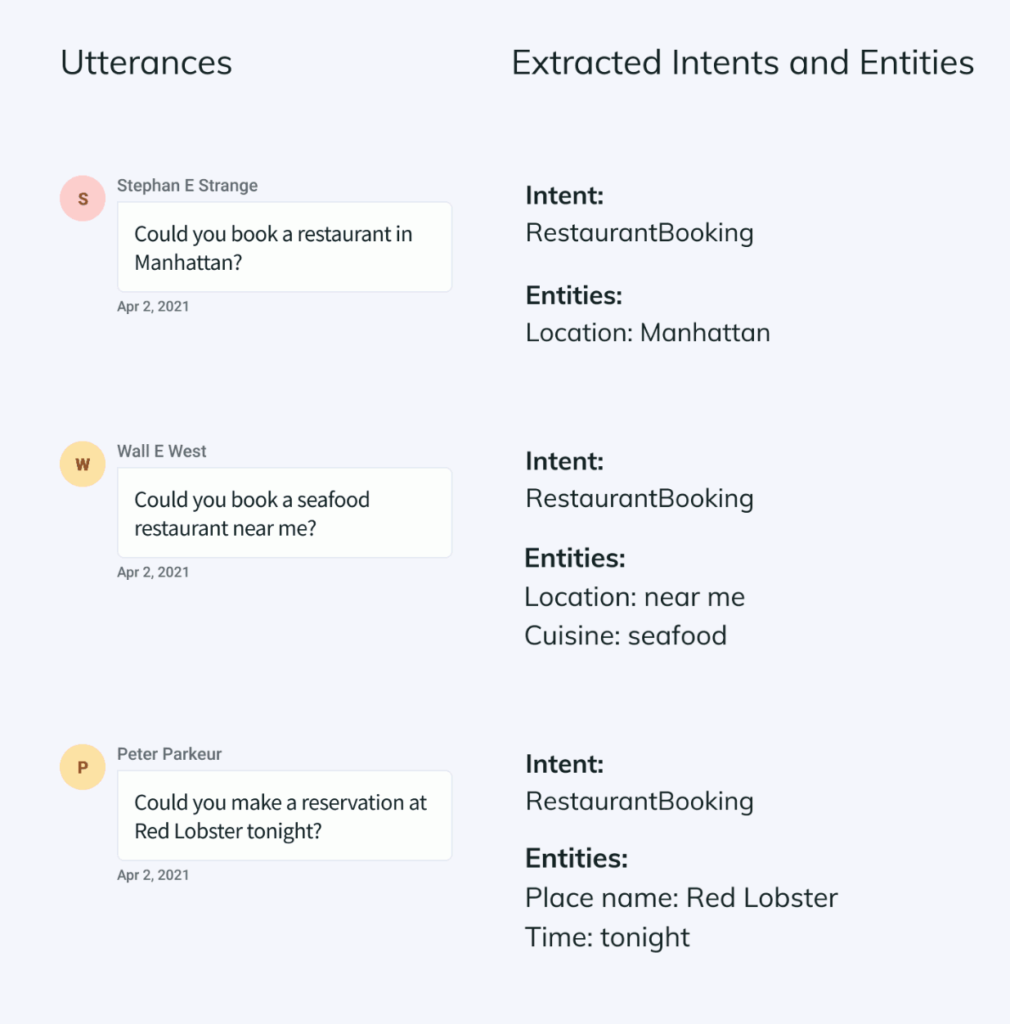 Utterances
Extracted Intents and Entities
S
Stephan E Strange
Could you book a restaurant in
Manhattan?
Apr 2, 2021
Intent:
RestaurantBooking
Entities:
Location: Manhattan
W
Wall E West
Could you book a seafood
restaurant near me?
Apr 2, 2021
Intent:
RestaurantBooking
Entities:
Location: near me
Cuisine: seafood
P
Peter Parkeur
Could you make a reservation at
Red Lobster tonight?
Apr 2, 2021
Intent:
RestaurantBooking
Entities:
Place name: Red Lobster
Time: tonight